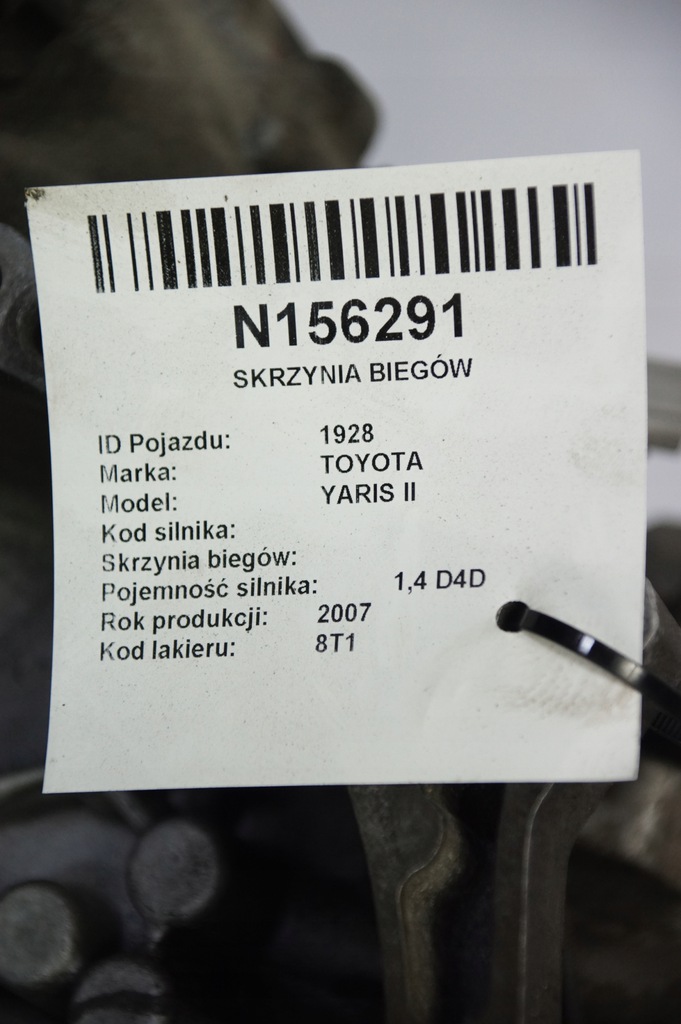 N156291
SKRZYNIA BIEGÓW
ID Pojazdu: 1928
Marka: TOYOTA
Model: YARIS II
Kod silnika:
Skrzynia biegów:
Pojemność silnika: 1,4 D4D
Rok produkcji: 2007
Kod lakieru: 8T1